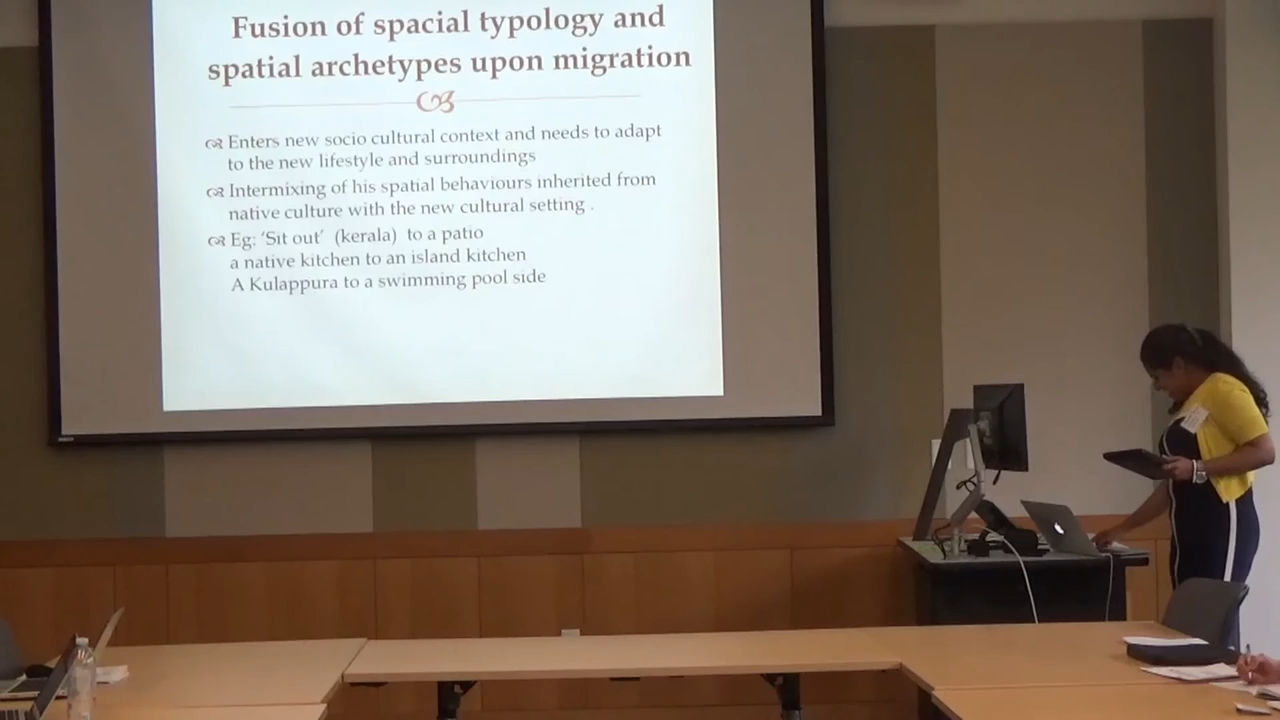 Fusion of spacial typology and
spatial archetypes upon migration
Enters new socio cultural context and needs to adapt
to the new lifestyle and surroundings
Intermixing of his spatial behaviours inherited from
native culture with the new cultural setting .
Eg: 'Sit out' (kerala) to a patio
a native kitchen to an island kitchen
A Kulappura to a swimming pool side